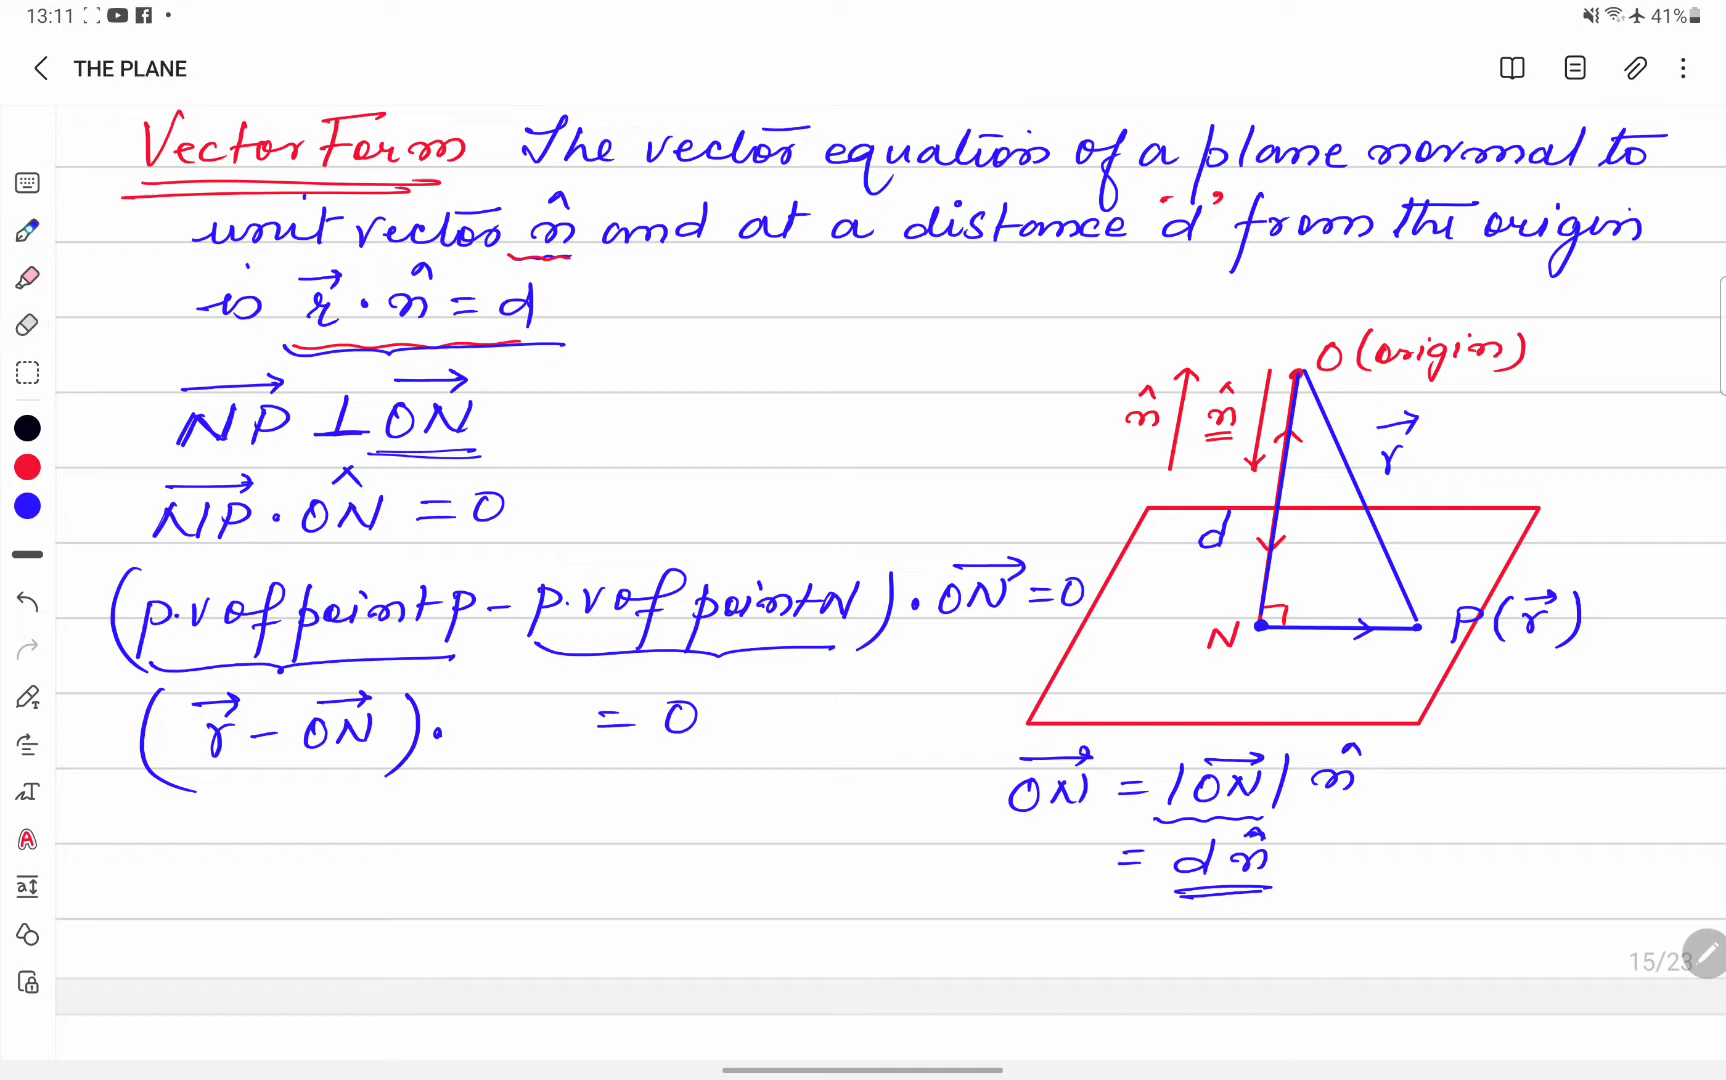 13:11
41%
THE PLANE
Vector Form The vector equation of a plane normal to
unit vector n̂ and at a distance 'd' from the origin
is r⃗ · n̂ = d
O (origin)
n̂ n̂
r⃗
NP⃗ ⊥ ON⃗
NP⃗ · ON̂ = 0
d
(p.v of point P - p.v of point N) · ON⃗ = 0
N
P (r⃗)
(r⃗ - ON⃗) · = 0
ON⃗ = |ON⃗| n̂
= d n̂
15/23